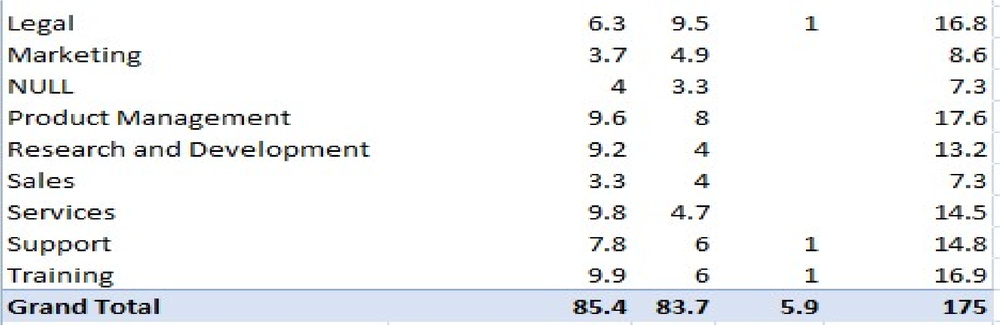 Legal 6.3 9.5 1 16.8
Marketing 3.7 4.9 8.6
NULL 4 3.3 7.3
Product Management 9.6 8 17.6
Research and Development 9.2 4 13.2
Sales 3.3 4 7.3
Services 9.8 4.7 14.5
Support 7.8 6 1 14.8
Training 9.9 6 1 16.9
Grand Total 85.4 83.7 5.9 175